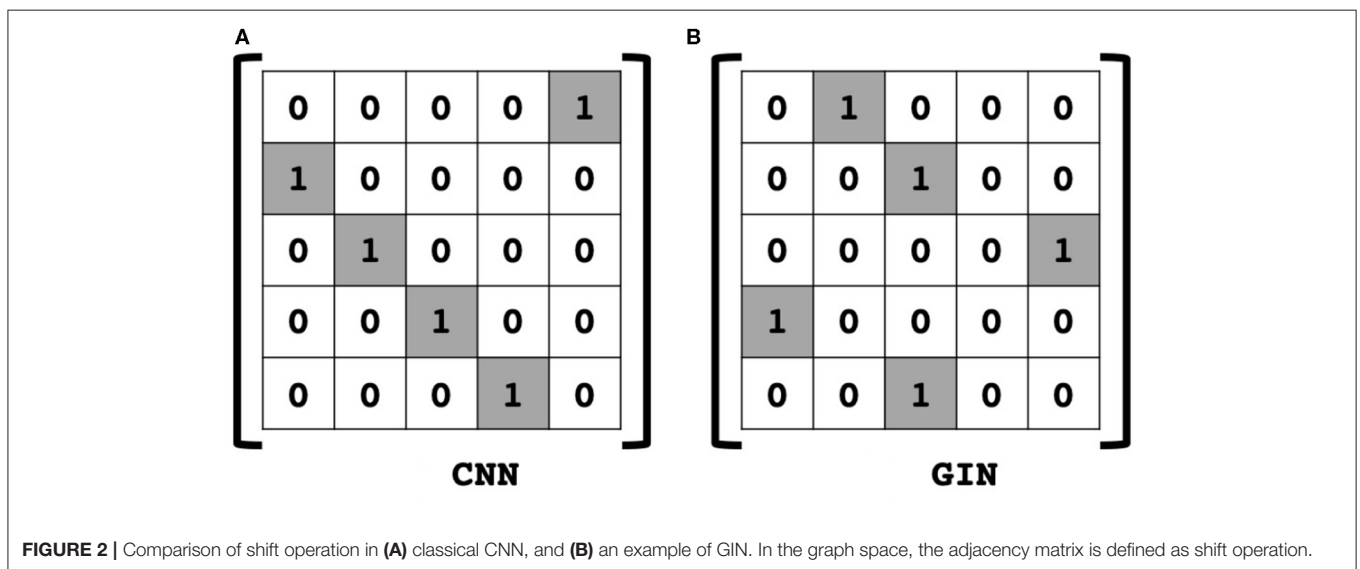 A B
0 0 0 0 1 0 1 0 0 0
1 0 0 0 0 0 0 1 0 0
0 1 0 0 0 0 0 0 0 1
0 0 1 0 0 1 0 0 0 0
0 0 0 1 0 0 0 1 0 0
CNN GIN
FIGURE 2 | Comparison of shift operation in (A) classical CNN, and (B) an example of GIN. In the graph space, the adjacency matrix is defined as shift operation.